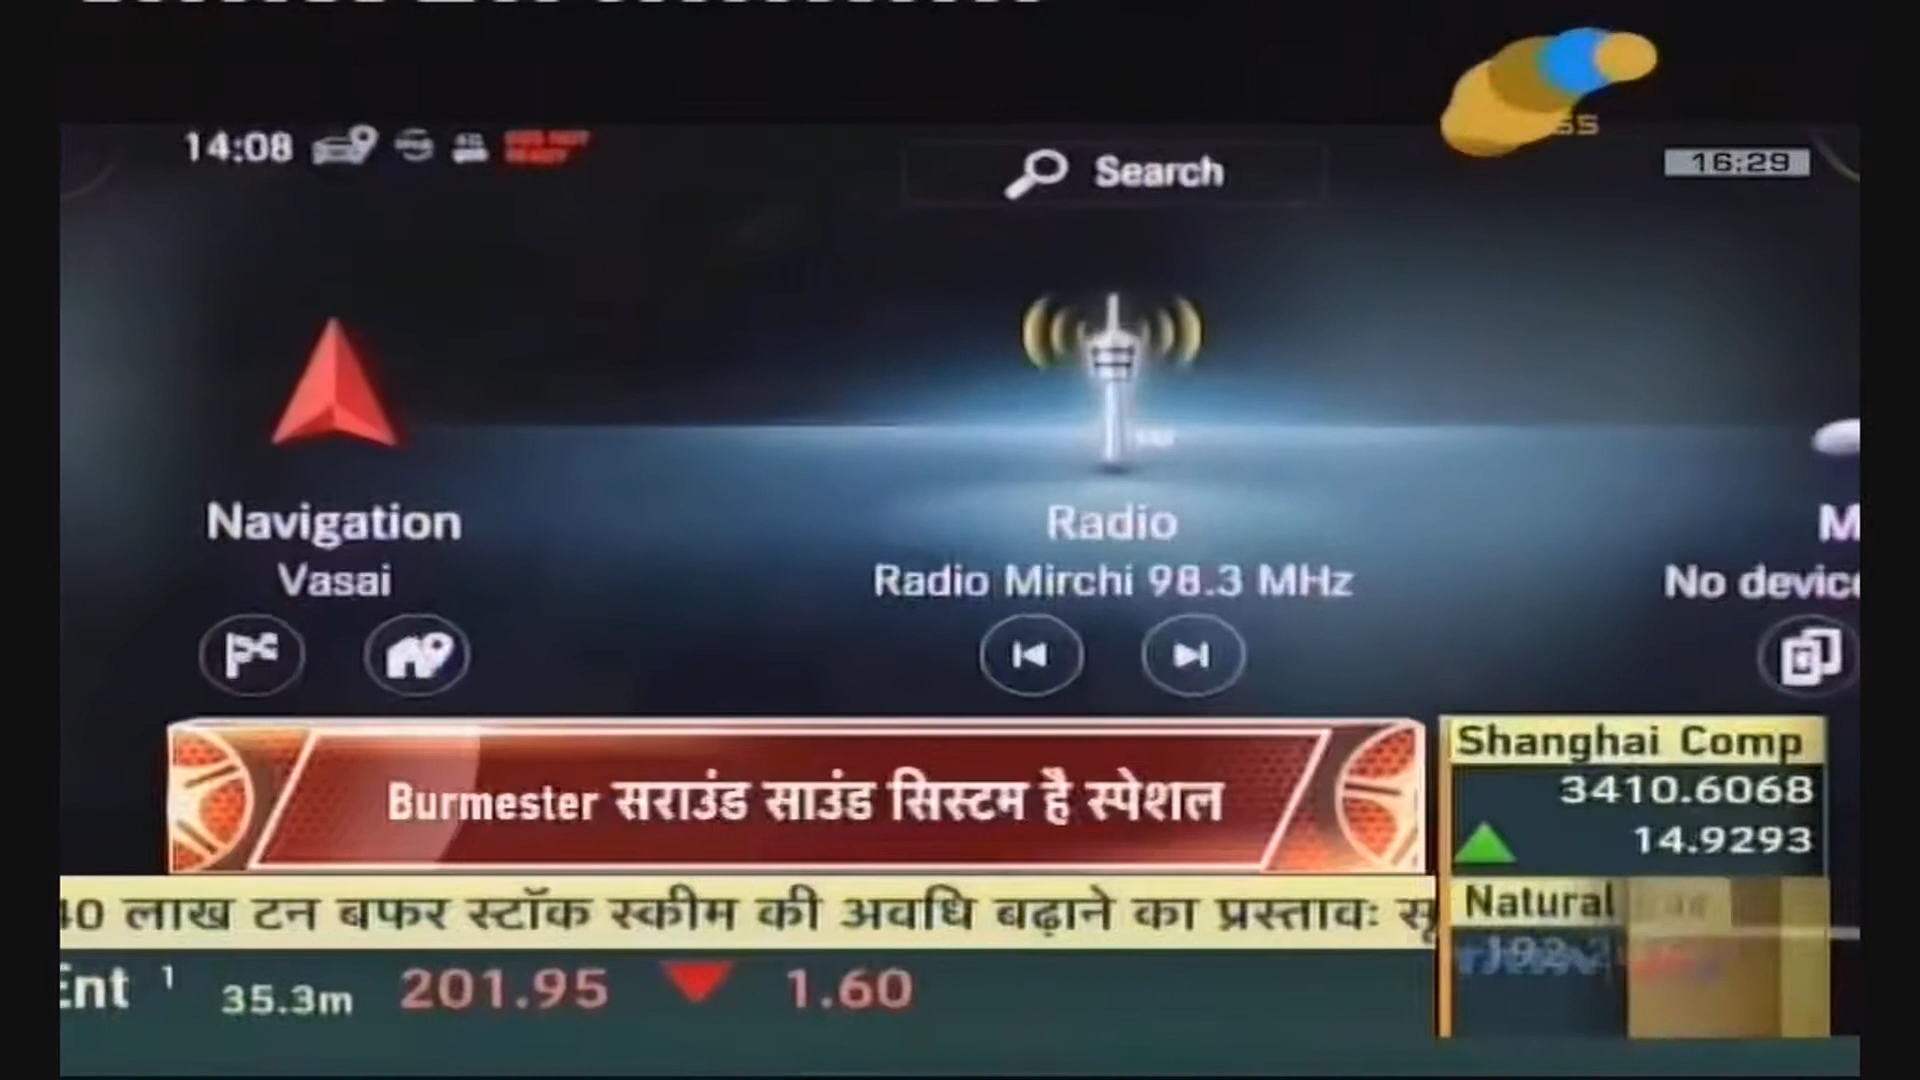 14:08
Search
16:29
Navigation
Vasai
Radio
Radio Mirchi 98.3 MHz
No device
Burmester सराउंड साउंड सिस्टम है स्पेशल
Shanghai Comp
3410.6068
14.9293
40 लाख टन बफर स्टॉक स्कीम की अवधि बढ़ाने का प्रस्तावः
Natural
Ent 1 35.3m 201.95 1.60